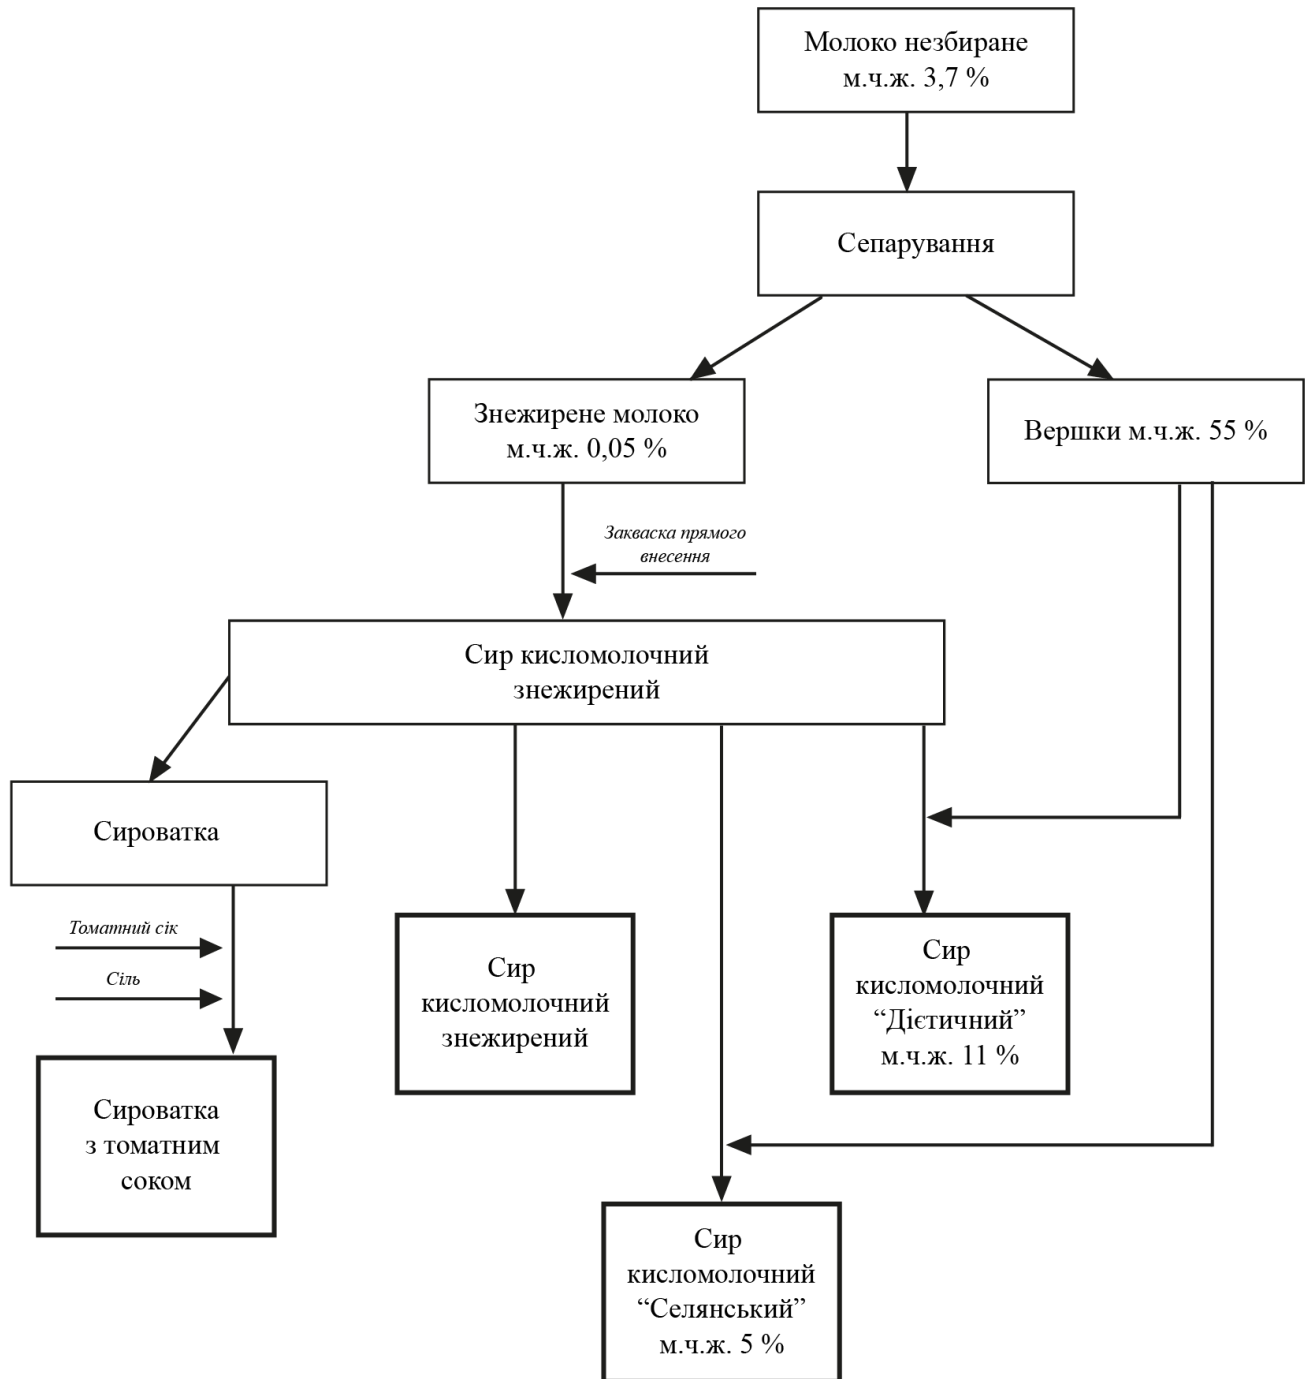 Молоко незбиране
м.ч.ж. 3,7 %
Сепарування
Знежирене молоко
м.ч.ж. 0,05 %
Вершки м.ч.ж. 55 %
Закваска прямого
внесення
Сир кисломолочний
знежирений
Сироватка
Томатний сік
Сіль
Сироватка
з томатним
соком
Сир
кисломолочний
знежирений
Сир
кисломолочний
“Дієтичний”
м.ч.ж. 11 %
Сир
кисломолочний
“Селянський”
м.ч.ж. 5 %